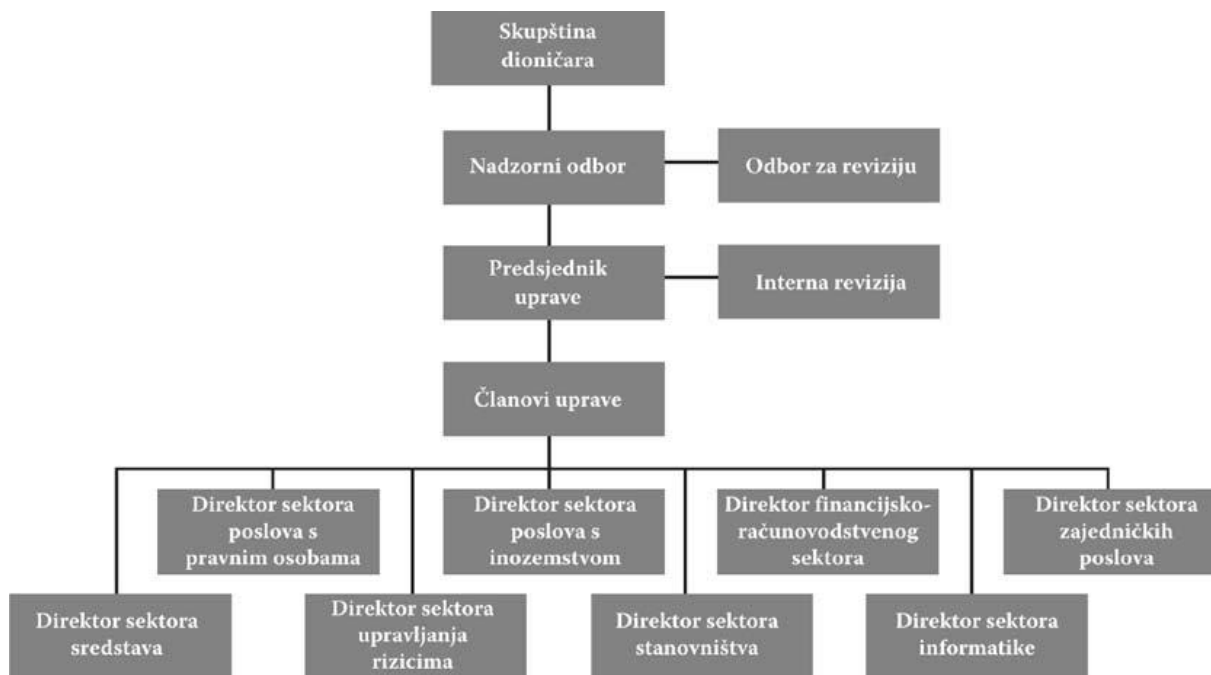 Skupština
dioničara
Nadzorni odbor
Odbor za reviziju
Predsjednik
uprave
Interna revizija
Članovi uprave
Direktor sektora
poslova s
pravnim osobama
Direktor sektora
poslova s
inozemstvom
Direktor financijsko-
računovodstvenog
sektora
Direktor sektora
zajedničkih
poslova
Direktor sektora
sredstava
Direktor sektora
upravljanja
rizicima
Direktor sektora
stanovništva
Direktor sektora
informatike